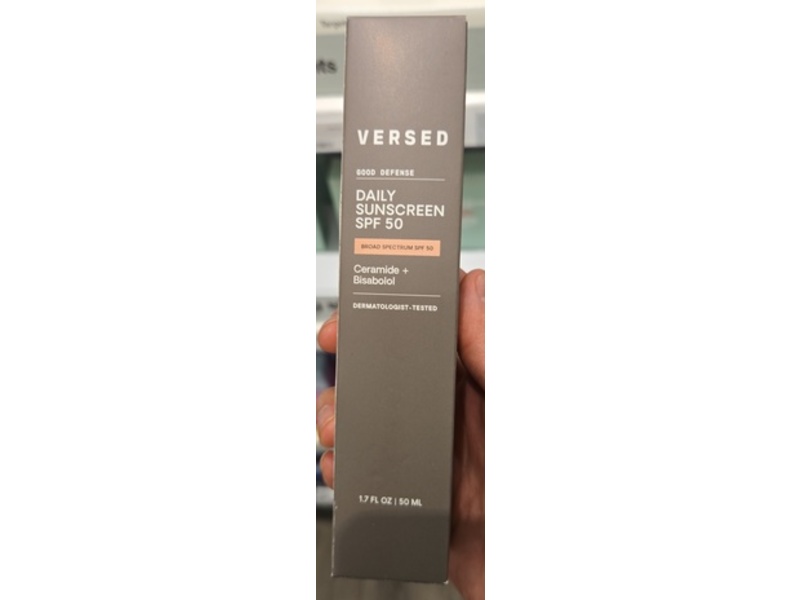 VERSED
GOOD DEFENSE
DAILY
SUNSCREEN
SPF 50
BROAD SPECTRUM SPF 50
Ceramide +
Bisabolol
DERMATOLOGIST-TESTED
1.7 FL OZ | 50 ML